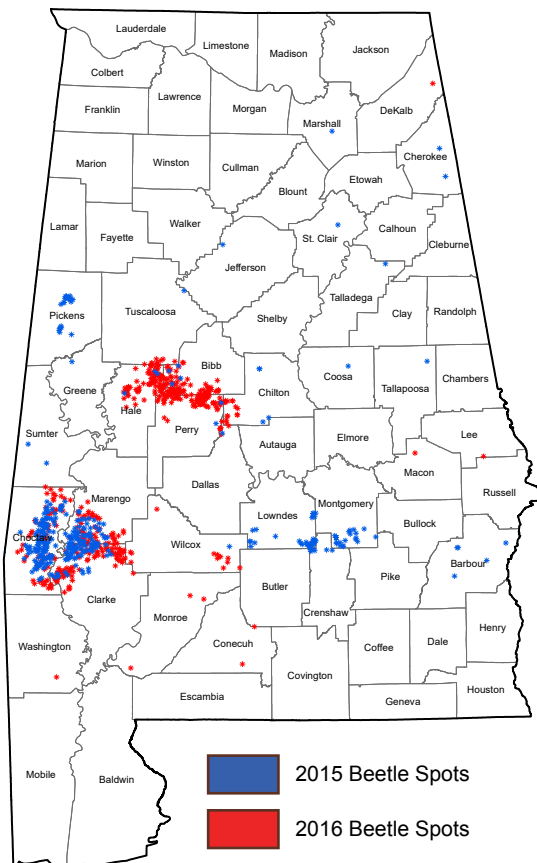 Lauderdale
Limestone
Madison
Jackson
Colbert
Lawrence
Franklin
Morgan
Marshall
DeKalb
Cherokee
Marion
Winston
Cullman
Etowah
Blount
Lamar
Fayette
Walker
St. Clair
Calhoun
Cleburne
Jefferson
Talladega
Pickens
Tuscaloosa
Shelby
Clay
Randolph
Bibb
Greene
Hale
Chilton
Coosa
Tallapoosa
Chambers
Perry
Sumter
Autauga
Elmore
Lee
Macon
Dallas
Marengo
Lowndes
Montgomery
Russell
Choctaw
Bullock
Wilcox
Barbour
Butler
Pike
Clarke
Crenshaw
Monroe
Henry
Washington
Conecuh
Coffee
Dale
Covington
Escambia
Geneva
Houston
Mobile
Baldwin
2015 Beetle Spots
2016 Beetle Spots